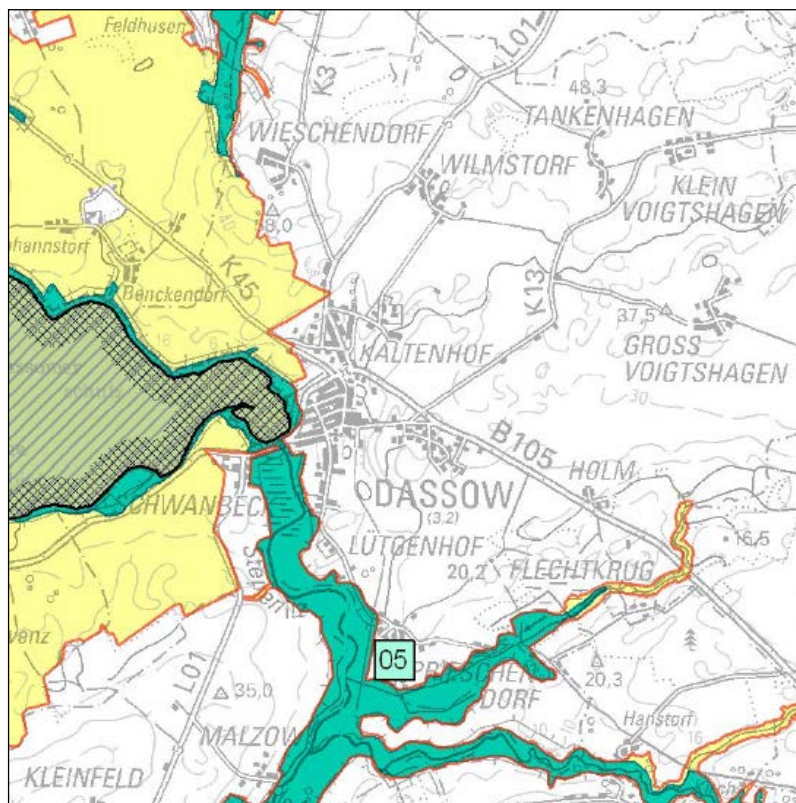 Feldhusen
L01
K3
48,3
TANKENHAGEN
WIESCHENDORF
WILMSTORF
KLEIN
VOIGTSHAGEN
8,0
Benckendorf
K45
K13
37,5
GROSS
VOIGTSHAGEN
KALTENHOF
30
B105
HOLM
DASSOW
(3,2)
SCHWANBECK
LÜTGENHOF
20,2
FLECHTKRUG
16,5
05
DORF
20,3
L01
35,0
Hanstorf
16
MALZOW
KLEINFELD